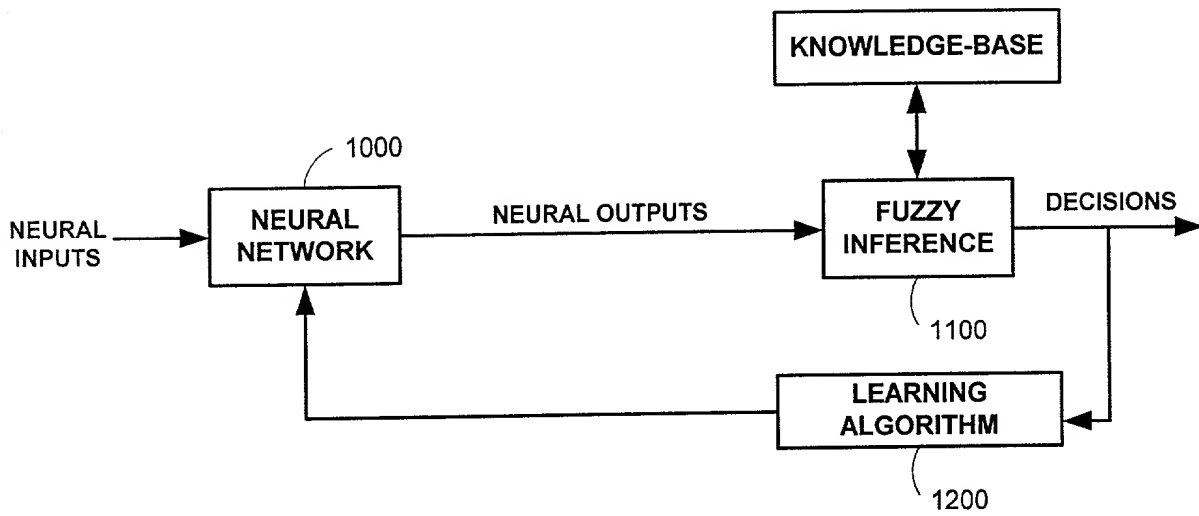 KNOWLEDGE-BASE
1000
NEURAL
INPUTS
NEURAL
NETWORK
NEURAL OUTPUTS
FUZZY
INFERENCE
DECISIONS
1100
LEARNING
ALGORITHM
1200